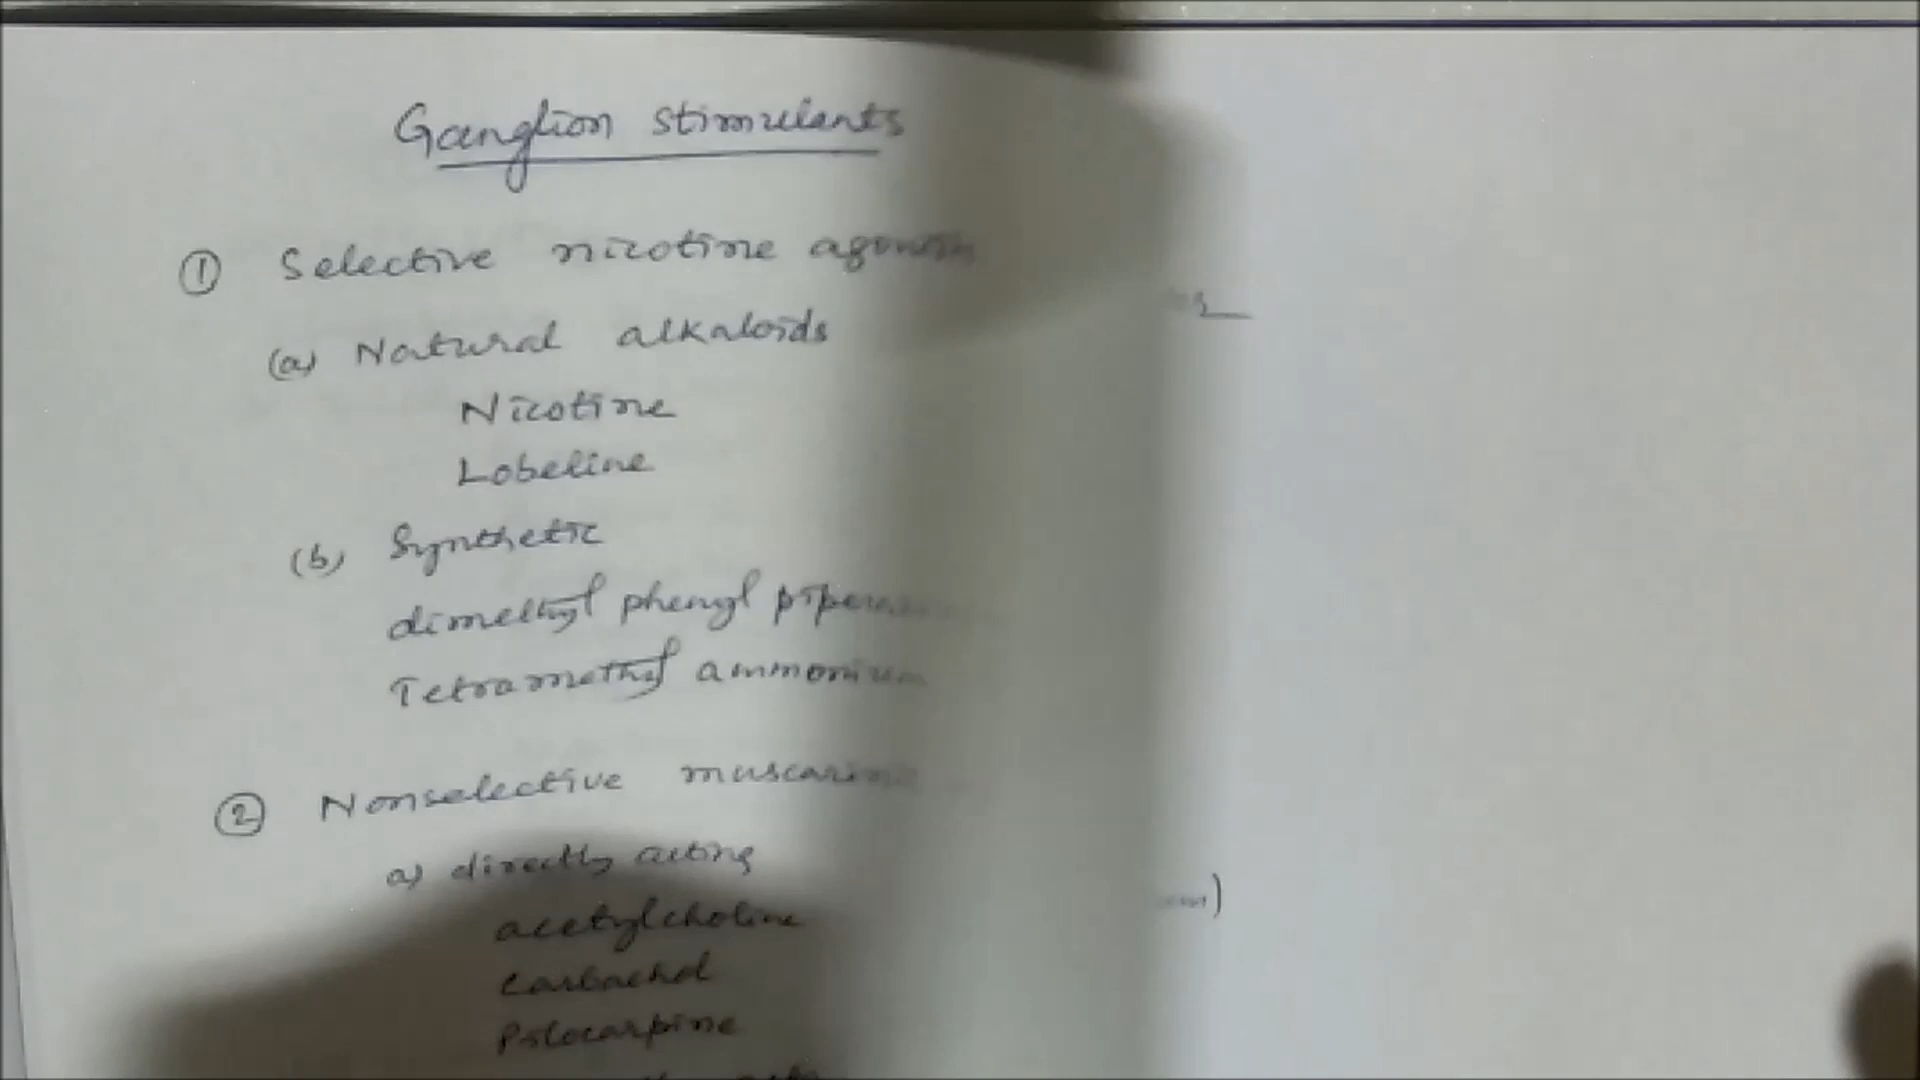 Ganglion stimulants
① Selective nicotine
(a) Natural alkaloids
Nicotine
Lobeline
(b) Synthetic
dimethyl phenyl
Tetramethyl ammonium
② Nonselective
a) directly acting
acetylcholine
carbachol
Pilocarpine